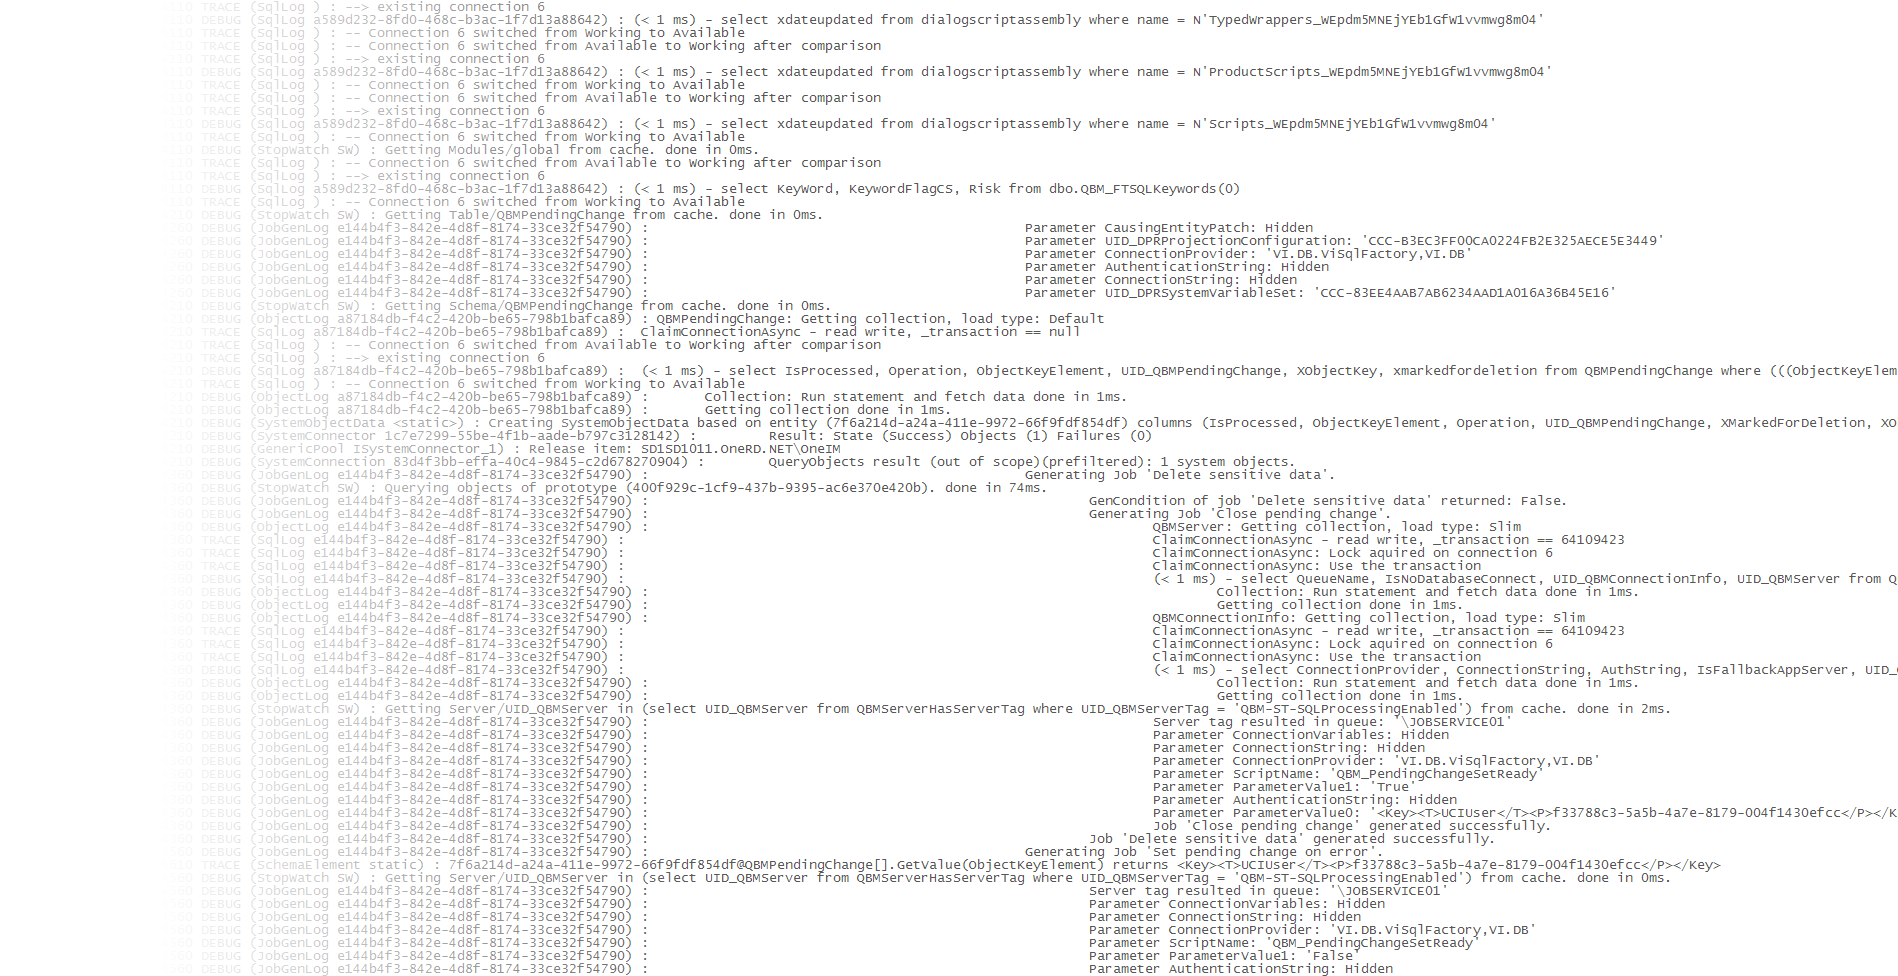 TRACE (SqlLog ) : --> existing connection 6
DEBUG (SqlLog a589d232-8fd0-468c-b3ac-1f7d13a88642) : (< 1 ms) - select xdateupdated from dialogscriptassembly where name = N'TypedWrappers_WEpdm5MNEjYEb1GfW1vvmwg8mO4'
TRACE (SqlLog ) : -- Connection 6 switched from Working to Available
TRACE (SqlLog ) : -- Connection 6 switched from Available to Working after comparison
TRACE (SqlLog ) : --> existing connection 6
DEBUG (SqlLog a589d232-8fd0-468c-b3ac-1f7d13a88642) : (< 1 ms) - select xdateupdated from dialogscriptassembly where name = N'ProductScripts_WEpdm5MNEjYEb1GfW1vvmwg8mO4'
TRACE (SqlLog ) : -- Connection 6 switched from Working to Available
TRACE (SqlLog ) : -- Connection 6 switched from Available to Working after comparison
TRACE (SqlLog ) : --> existing connection 6
DEBUG (SqlLog a589d232-8fd0-468c-b3ac-1f7d13a88642) : (< 1 ms) - select xdateupdated from dialogscriptassembly where name = N'Scripts_WEpdm5MNEjYEb1GfW1vvmwg8mO4'
TRACE (SqlLog ) : -- Connection 6 switched from Working to Available
DEBUG (StopWatch SW) : Getting Modules/global from cache. done in 0ms.
TRACE (SqlLog ) : -- Connection 6 switched from Available to Working after comparison
TRACE (SqlLog ) : --> existing connection 6
DEBUG (SqlLog a589d232-8fd0-468c-b3ac-1f7d13a88642) : (< 1 ms) - select KeyWord, KeywordFlagCS, Risk from dbo.QBM_FTSQLKeywords(0)
TRACE (SqlLog ) : -- Connection 6 switched from Working to Available
DEBUG (StopWatch SW) : Getting Table/QBMPendingChange from cache. done in 0ms.
DEBUG (JobGenLog e144b4f3-842e-4d8f-8174-33ce32f54790) : Parameter CausingEntityPatch: Hidden
DEBUG (JobGenLog e144b4f3-842e-4d8f-8174-33ce32f54790) : Parameter UID_DPRProjectionConfiguration: 'CCC-B3EC3FF00CA0224FB2E325AECE5E3449'
DEBUG (JobGenLog e144b4f3-842e-4d8f-8174-33ce32f54790) : Parameter ConnectionProvider: 'VI.DB.ViSqlFactory,VI.DB'
DEBUG (JobGenLog e144b4f3-842e-4d8f-8174-33ce32f54790) : Parameter AuthenticationString: Hidden
DEBUG (JobGenLog e144b4f3-842e-4d8f-8174-33ce32f54790) : Parameter ConnectionString: Hidden
DEBUG (JobGenLog e144b4f3-842e-4d8f-8174-33ce32f54790) : Parameter UID_DPRSystemVariableSet: 'CCC-83EE4AAB7AB6234AAD1A016A36B45E16'
DEBUG (StopWatch SW) : Getting Schema/QBMPendingChange from cache. done in 0ms.
DEBUG (ObjectLog a87184db-f4c2-420b-be65-798b1bafca89) : QBMPendingChange: Getting collection, load type: Default
TRACE (SqlLog a87184db-f4c2-420b-be65-798b1bafca89) : ClaimConnectionAsync - read write, _transaction == null
TRACE (SqlLog ) : -- Connection 6 switched from Available to Working after comparison
TRACE (SqlLog ) : --> existing connection 6
DEBUG (SqlLog a87184db-f4c2-420b-be65-798b1bafca89) : (< 1 ms) - select IsProcessed, Operation, ObjectKeyElement, UID_QBMPendingChange, XObjectKey, xmarkedfordeletion from QBMPendingChange where (((ObjectKeyElem
TRACE (SqlLog ) : -- Connection 6 switched from Working to Available
DEBUG (ObjectLog a87184db-f4c2-420b-be65-798b1bafca89) : Collection: Run statement and fetch data done in 1ms.
DEBUG (ObjectLog a87184db-f4c2-420b-be65-798b1bafca89) : Getting collection done in 1ms.
DEBUG (SystemObjectData <static>) : Creating SystemObjectData based on entity (7f6a214d-a24a-411e-9972-66f9fdf854df) columns (IsProcessed, ObjectKeyElement, Operation, UID_QBMPendingChange, XMarkedForDeletion, XO
DEBUG (SystemConnector 1c7e7299-55be-4f1b-aade-b797c3128142) : Result: State (Success) Objects (1) Failures (0)
DEBUG (GenericPool ISystemConnector_1) : Release item: SD1SD1011.OneRD.NET\OneIM
DEBUG (SystemConnection 83d4f3bb-effa-40c4-9845-c2d678270904) : QueryObjects result (out of scope)(prefiltered): 1 system objects.
DEBUG (JobGenLog e144b4f3-842e-4d8f-8174-33ce32f54790) : Generating Job 'Delete sensitive data'.
DEBUG (StopWatch SW) : Querying objects of prototype (400f929c-1cf9-437b-9395-ac6e370e420b). done in 74ms.
DEBUG (JobGenLog e144b4f3-842e-4d8f-8174-33ce32f54790) : GenCondition of job 'Delete sensitive data' returned: False.
DEBUG (JobGenLog e144b4f3-842e-4d8f-8174-33ce32f54790) : Generating Job 'Close pending change'.
DEBUG (ObjectLog e144b4f3-842e-4d8f-8174-33ce32f54790) : QBMServer: Getting collection, load type: Slim
TRACE (SqlLog e144b4f3-842e-4d8f-8174-33ce32f54790) : ClaimConnectionAsync - read write, _transaction == 64109423
TRACE (SqlLog e144b4f3-842e-4d8f-8174-33ce32f54790) : ClaimConnectionAsync: Lock aquired on connection 6
TRACE (SqlLog e144b4f3-842e-4d8f-8174-33ce32f54790) : ClaimConnectionAsync: Use the transaction
DEBUG (SqlLog e144b4f3-842e-4d8f-8174-33ce32f54790) : (< 1 ms) - select QueueName, IsNoDatabaseConnect, UID_QBMConnectionInfo, UID_QBMServer from Q
DEBUG (ObjectLog e144b4f3-842e-4d8f-8174-33ce32f54790) : Collection: Run statement and fetch data done in 1ms.
DEBUG (ObjectLog e144b4f3-842e-4d8f-8174-33ce32f54790) : Getting collection done in 1ms.
DEBUG (ObjectLog e144b4f3-842e-4d8f-8174-33ce32f54790) : QBMConnectionInfo: Getting collection, load type: Slim
TRACE (SqlLog e144b4f3-842e-4d8f-8174-33ce32f54790) : ClaimConnectionAsync - read write, _transaction == 64109423
TRACE (SqlLog e144b4f3-842e-4d8f-8174-33ce32f54790) : ClaimConnectionAsync: Lock aquired on connection 6
TRACE (SqlLog e144b4f3-842e-4d8f-8174-33ce32f54790) : ClaimConnectionAsync: Use the transaction
DEBUG (SqlLog e144b4f3-842e-4d8f-8174-33ce32f54790) : (< 1 ms) - select ConnectionProvider, ConnectionString, AuthString, IsFallbackAppServer, UID_
DEBUG (ObjectLog e144b4f3-842e-4d8f-8174-33ce32f54790) : Collection: Run statement and fetch data done in 1ms.
DEBUG (ObjectLog e144b4f3-842e-4d8f-8174-33ce32f54790) : Getting collection done in 1ms.
DEBUG (StopWatch SW) : Getting Server/UID_QBMServer in (select UID_QBMServer from QBMServerHasServerTag where UID_QBMServerTag = 'QBM-ST-SQLProcessingEnabled') from cache. done in 2ms.
DEBUG (JobGenLog e144b4f3-842e-4d8f-8174-33ce32f54790) : Server tag resulted in queue: '\JOBSERVICE01'
DEBUG (JobGenLog e144b4f3-842e-4d8f-8174-33ce32f54790) : Parameter ConnectionVariables: Hidden
DEBUG (JobGenLog e144b4f3-842e-4d8f-8174-33ce32f54790) : Parameter ConnectionString: Hidden
DEBUG (JobGenLog e144b4f3-842e-4d8f-8174-33ce32f54790) : Parameter ConnectionProvider: 'VI.DB.ViSqlFactory,VI.DB'
DEBUG (JobGenLog e144b4f3-842e-4d8f-8174-33ce32f54790) : Parameter ScriptName: 'QBM_PendingChangeSetReady'
DEBUG (JobGenLog e144b4f3-842e-4d8f-8174-33ce32f54790) : Parameter ParameterValue1: 'True'
DEBUG (JobGenLog e144b4f3-842e-4d8f-8174-33ce32f54790) : Parameter AuthenticationString: Hidden
DEBUG (JobGenLog e144b4f3-842e-4d8f-8174-33ce32f54790) : Parameter ParameterValue0: '<Key><T>UCIUser</T><P>f33788c3-5a5b-4a7e-8179-004f1430efcc</P></K
DEBUG (JobGenLog e144b4f3-842e-4d8f-8174-33ce32f54790) : Job 'Close pending change' generated successfully.
DEBUG (JobGenLog e144b4f3-842e-4d8f-8174-33ce32f54790) : Job 'Delete sensitive data' generated successfully.
DEBUG (JobGenLog e144b4f3-842e-4d8f-8174-33ce32f54790) : Generating Job 'Set pending change on error'.
TRACE (SchemaElement static) : 7f6a214d-a24a-411e-9972-66f9fdf854df@QBMPendingChange[].GetValue(ObjectKeyElement) returns <Key><T>UCIUser</T><P>f33788c3-5a5b-4a7e-8179-004f1430efcc</P></Key>
DEBUG (StopWatch SW) : Getting Server/UID_QBMServer in (select UID_QBMServer from QBMServerHasServerTag where UID_QBMServerTag = 'QBM-ST-SQLProcessingEnabled') from cache. done in 0ms.
DEBUG (JobGenLog e144b4f3-842e-4d8f-8174-33ce32f54790) : Server tag resulted in queue: '\JOBSERVICE01'
DEBUG (JobGenLog e144b4f3-842e-4d8f-8174-33ce32f54790) : Parameter ConnectionVariables: Hidden
DEBUG (JobGenLog e144b4f3-842e-4d8f-8174-33ce32f54790) : Parameter ConnectionString: Hidden
DEBUG (JobGenLog e144b4f3-842e-4d8f-8174-33ce32f54790) : Parameter ConnectionProvider: 'VI.DB.ViSqlFactory,VI.DB'
DEBUG (JobGenLog e144b4f3-842e-4d8f-8174-33ce32f54790) : Parameter ScriptName: 'QBM_PendingChangeSetReady'
DEBUG (JobGenLog e144b4f3-842e-4d8f-8174-33ce32f54790) : Parameter ParameterValue1: 'False'
DEBUG (JobGenLog e144b4f3-842e-4d8f-8174-33ce32f54790) : Parameter AuthenticationString: Hidden